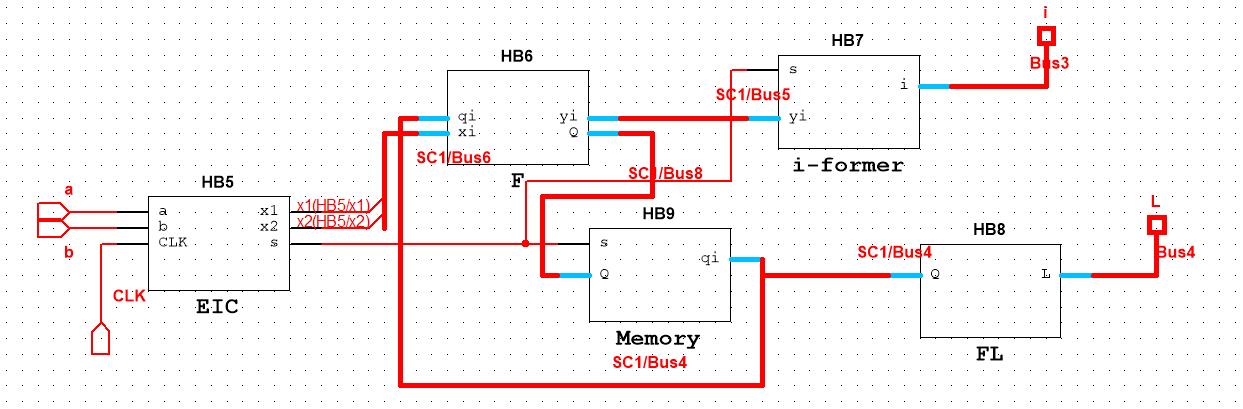 i
HB7
HB6
Bus3
s
i
SC1/Bus5
qi
yi
yi
xi
Q
SC1/Bus6
i-former
SC1/Bus8
F
HB5
a
x1(HB5/x1)
L
HB9
a
x1
x2(HB5/x2)
HB8
b
x2
CLK
s
s
b
qi
SC1/Bus4
Bus4
Q
Q
L
CLK
EIC
Memory
FL
SC1/Bus4